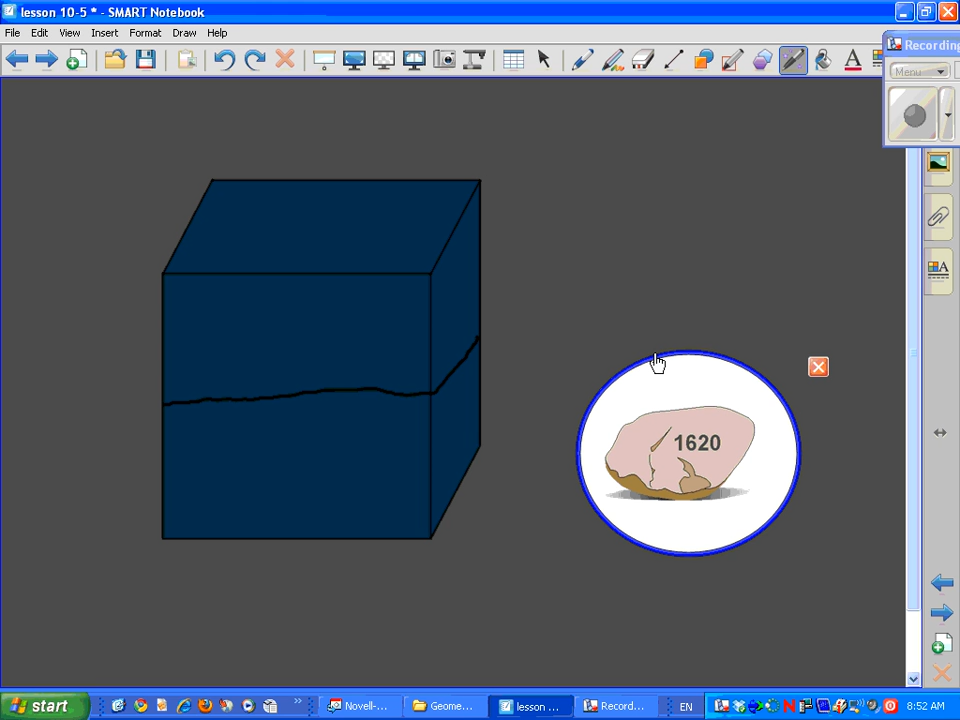 lesson 10-5 * - SMART Notebook
File Edit View Insert Format Draw Help
Recording
Menu
A
A
1620
start
Novell-...
Geome...
lesson ...
Record...
EN
8:52 AM